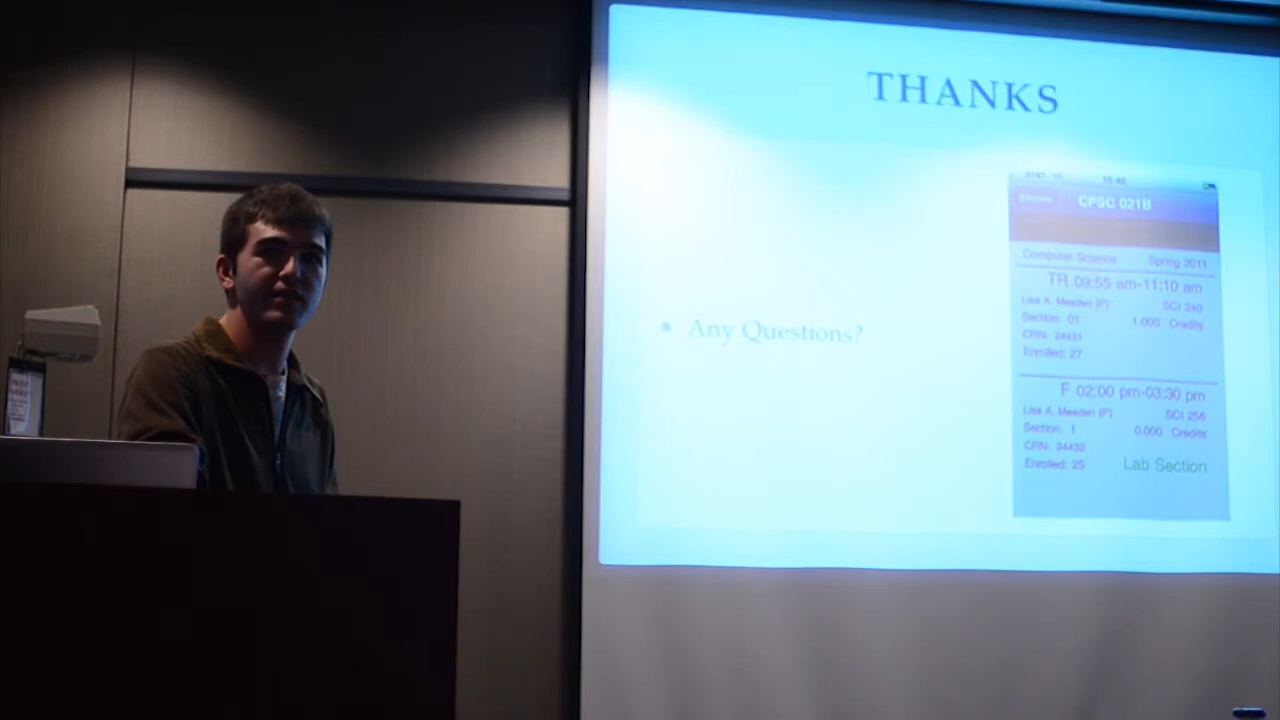 THANKS
Any Questions?
15:40
CPSC 021B
Computer Science Spring 2011
TR 09:55 am-11:10 am
Lisa A. Meeden (P) SCI 240
Section: 01 1.000 Credits
CRN: 24431
Enrolled: 27
F 02:00 pm-03:30 pm
Lisa A. Meeden (P) SCI 256
Section: 1 0.000 Credits
CRN: 24432
Enrolled: 25 Lab Section